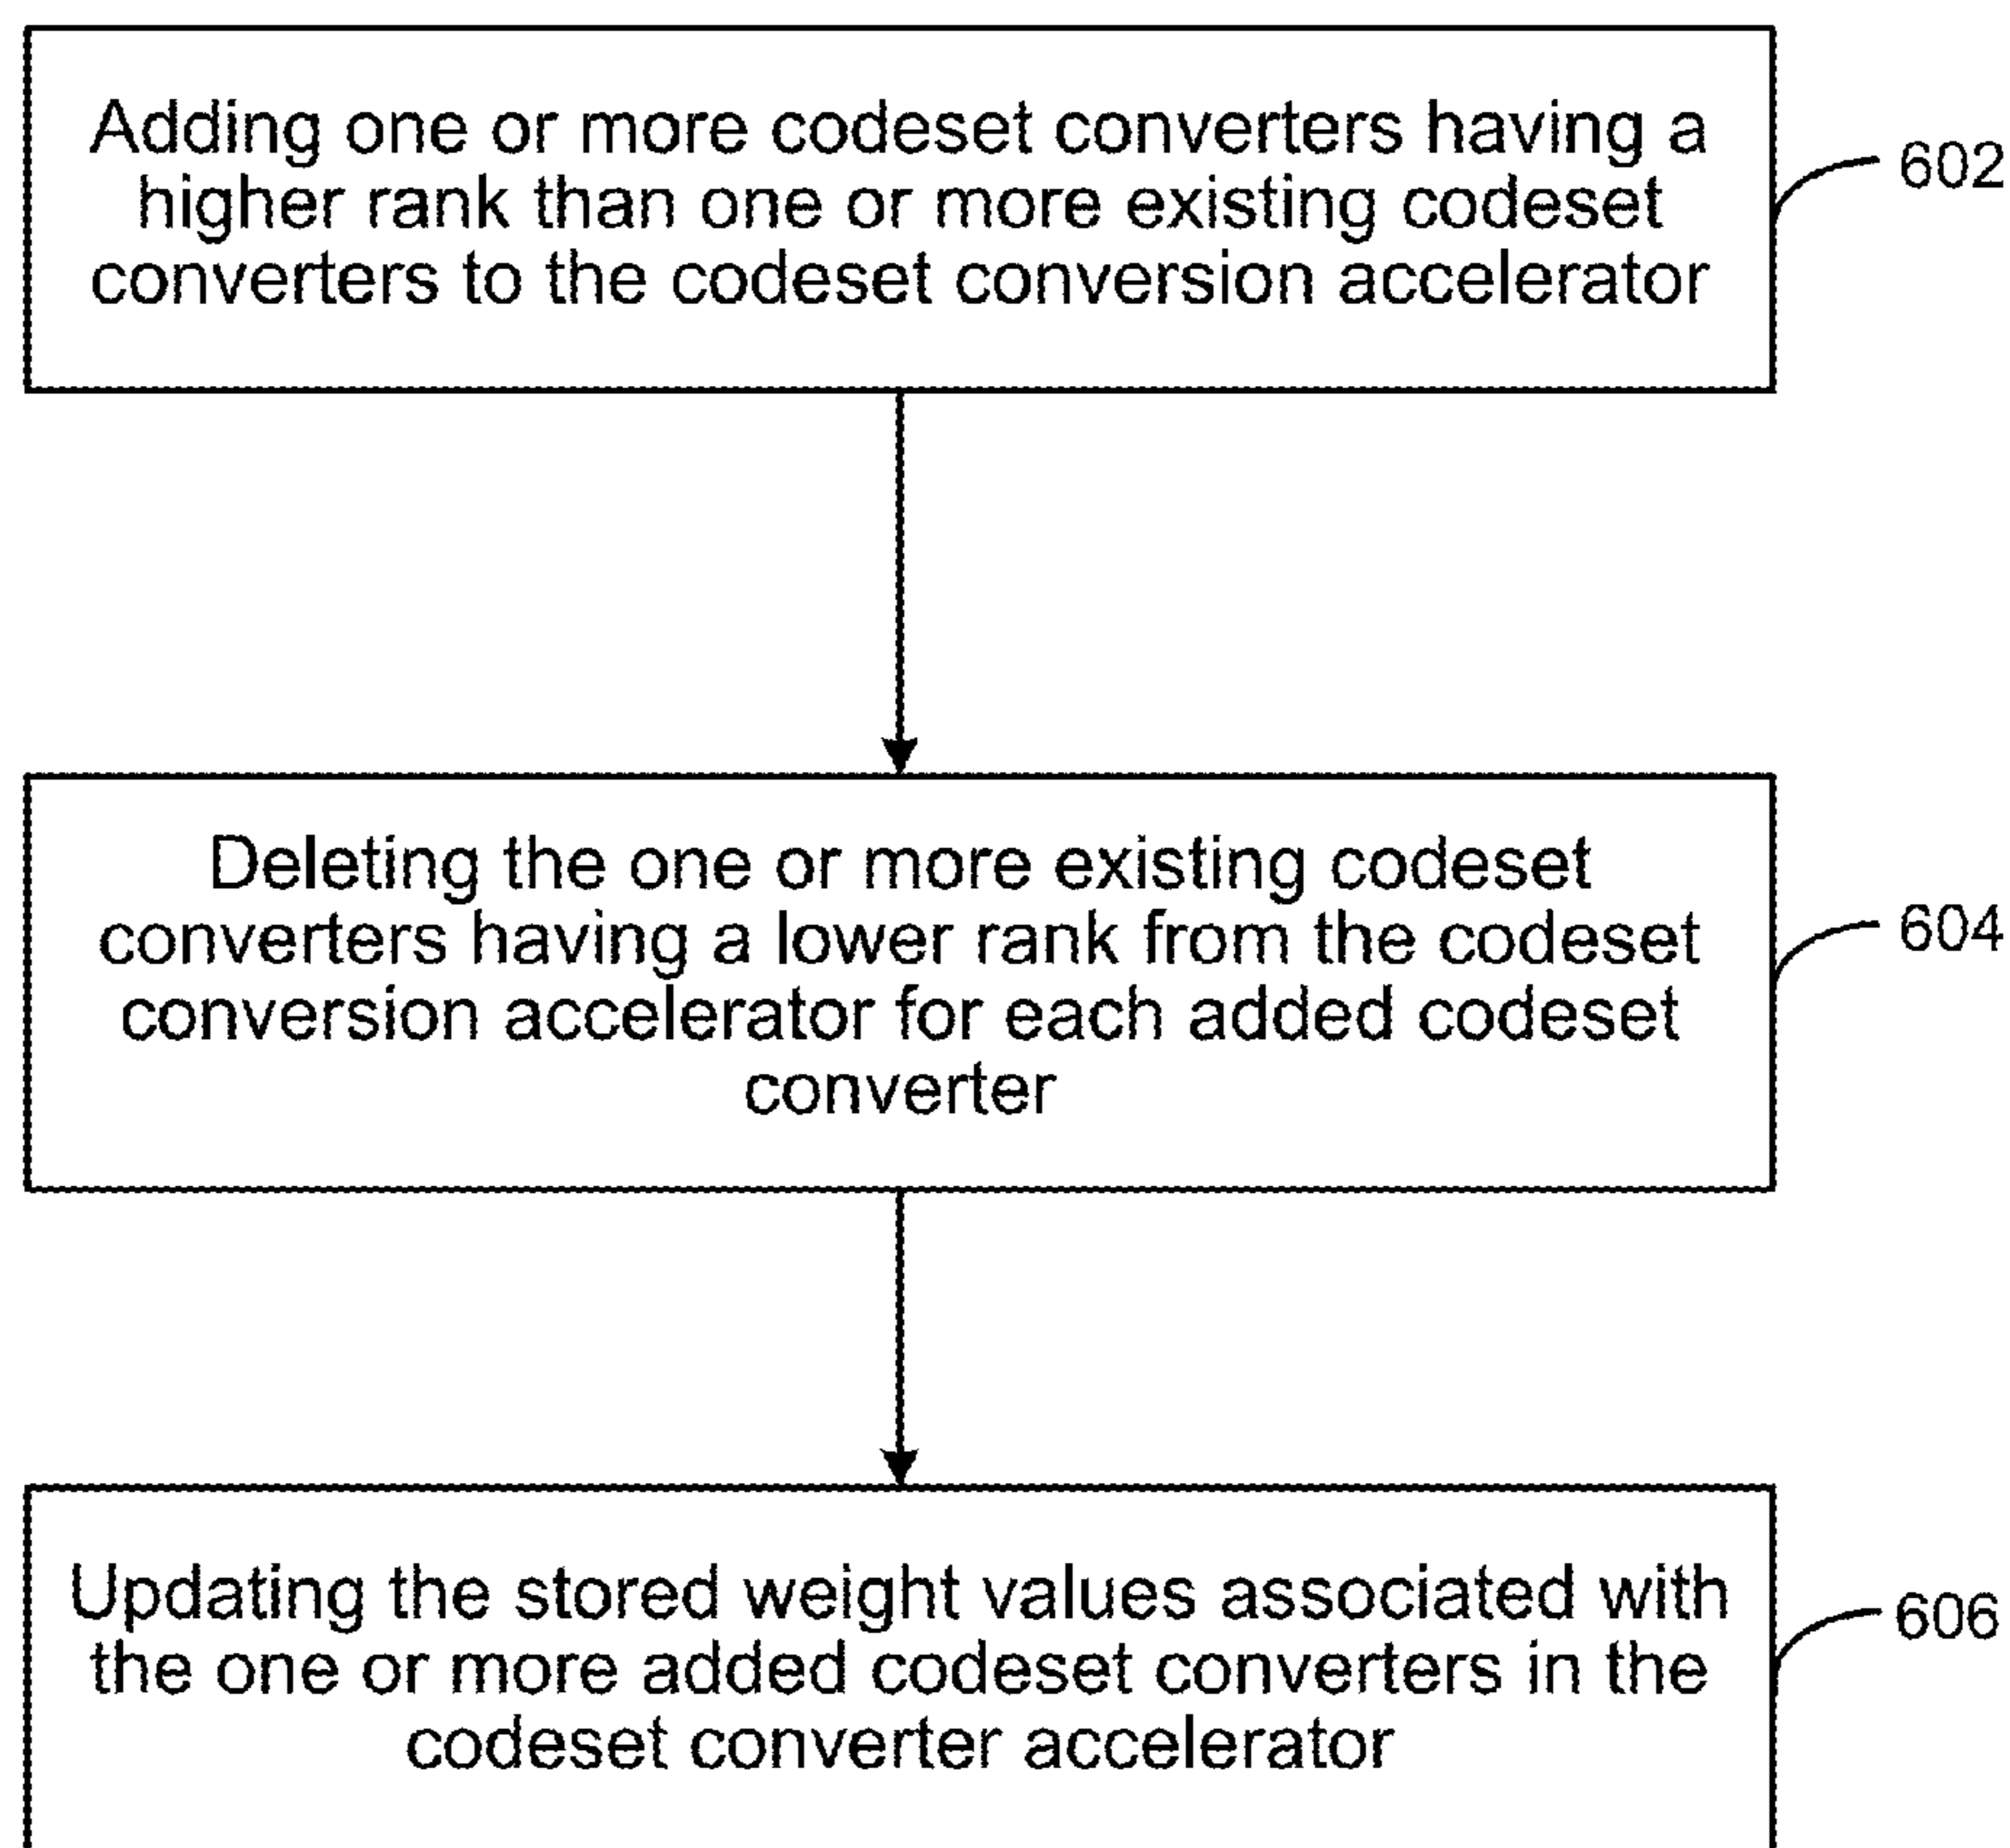 Adding one or more codeset converters having a
higher rank than one or more existing codeset
converters to the codeset conversion accelerator
602
Deleting the one or more existing codeset
converters having a lower rank from the codeset
conversion accelerator for each added codeset
converter
604
Updating the stored weight values associated with
the one or more added codeset converters in the
codeset converter accelerator
606